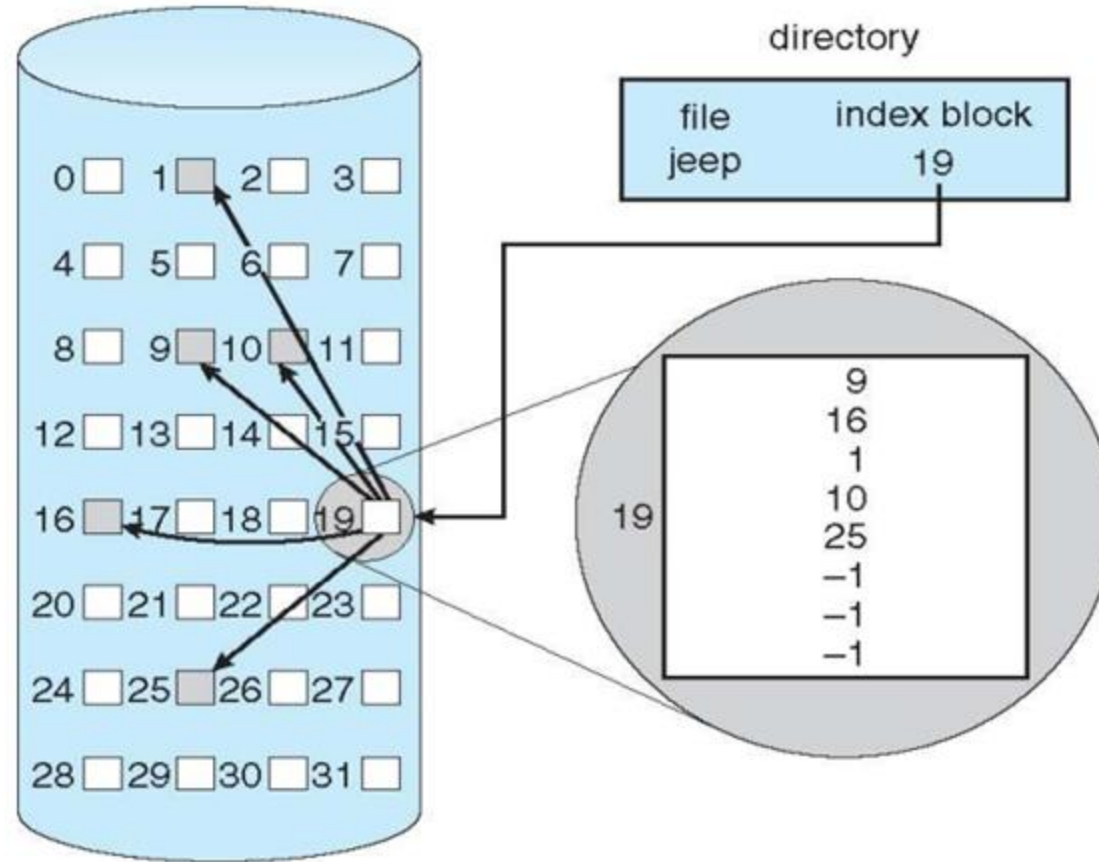 directory
file index block
jeep 19
0 1 2 3
4 5 6 7
8 9 10 11
12 13 14 15
16 17 18 19
20 21 22 23
24 25 26 27
28 29 30 31
19
9
16
1
10
25
–1
–1
–1